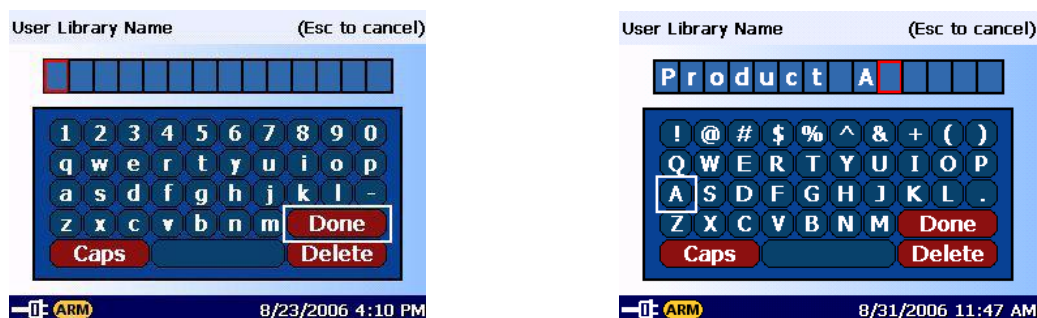 User Library Name (Esc to cancel)
1 2 3 4 5 6 7 8 9 0
q w e r t y u i o p
a s d f g h j k l -
z x c v b n m Done
Caps Delete
ARM 8/23/2006 4:10 PM
User Library Name (Esc to cancel)
Product A
! @ # $ % ^ & + ( )
Q W E R T Y U I O P
A S D F G H J K L .
Z X C V B N M Done
Caps Delete
ARM 8/31/2006 11:47 AM